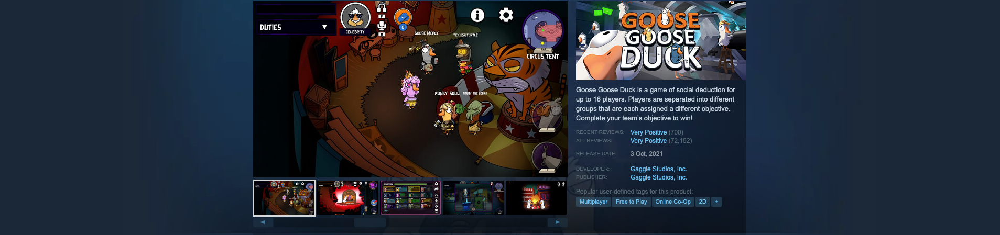 DUTIES ▼
CELEBRITY
GOOSE MCFLY
TICKLISH TURTLE
TAB
CIRCUS TENT
FUNKY SOUL
TIMMY THE ZEBRA
GOOSE
GOOSE
DUCK
Goose Goose Duck is a game of social deduction for
up to 16 players. Players are separated into different
groups that are each assigned a different objective.
Complete your team's objective to win!
RECENT REVIEWS: Very Positive (700)
ALL REVIEWS: Very Positive (72,152)
RELEASE DATE: 3 Oct, 2021
DEVELOPER: Gaggle Studios, Inc.
PUBLISHER: Gaggle Studios, Inc.
Popular user-defined tags for this product:
Multiplayer Free to Play Online Co-Op 2D +